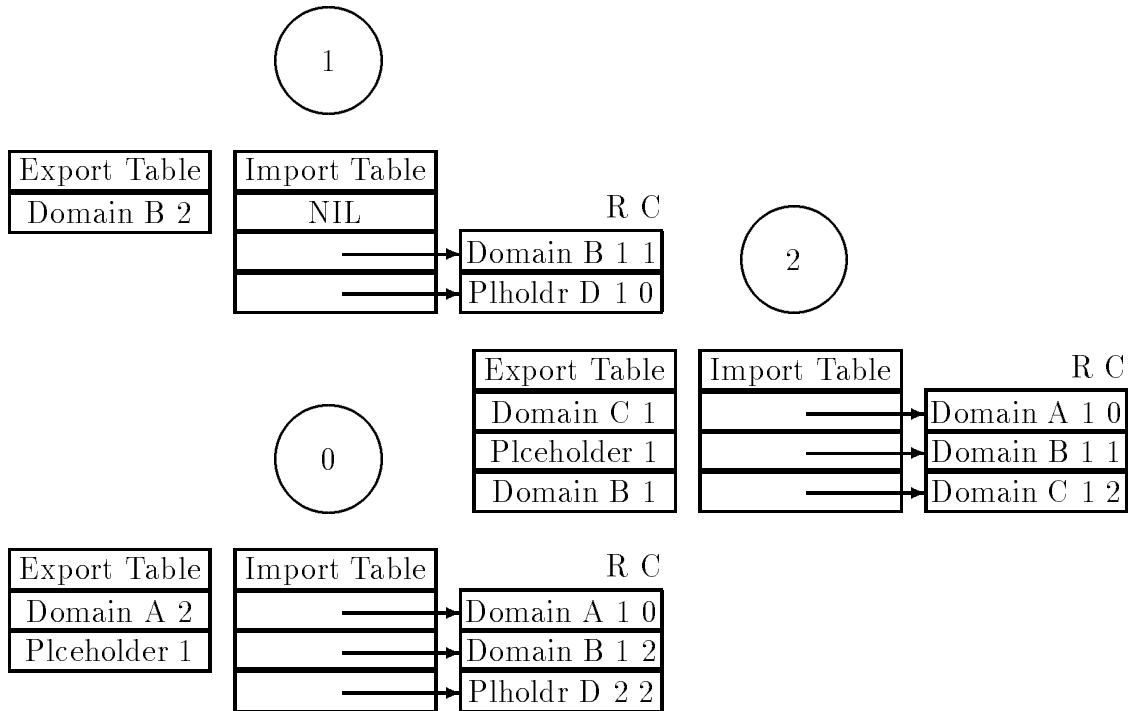 1
Export Table Import Table
Domain B 2 NIL R C
Domain B 1 1
Plholdr D 1 0
2
Export Table Import Table R C
Domain C 1 Domain A 1 0
Plceholder 1 Domain B 1 1
Domain B 1 Domain C 1 2
0
Export Table Import Table R C
Domain A 2 Domain A 1 0
Plceholder 1 Domain B 1 2
Plholdr D 2 2